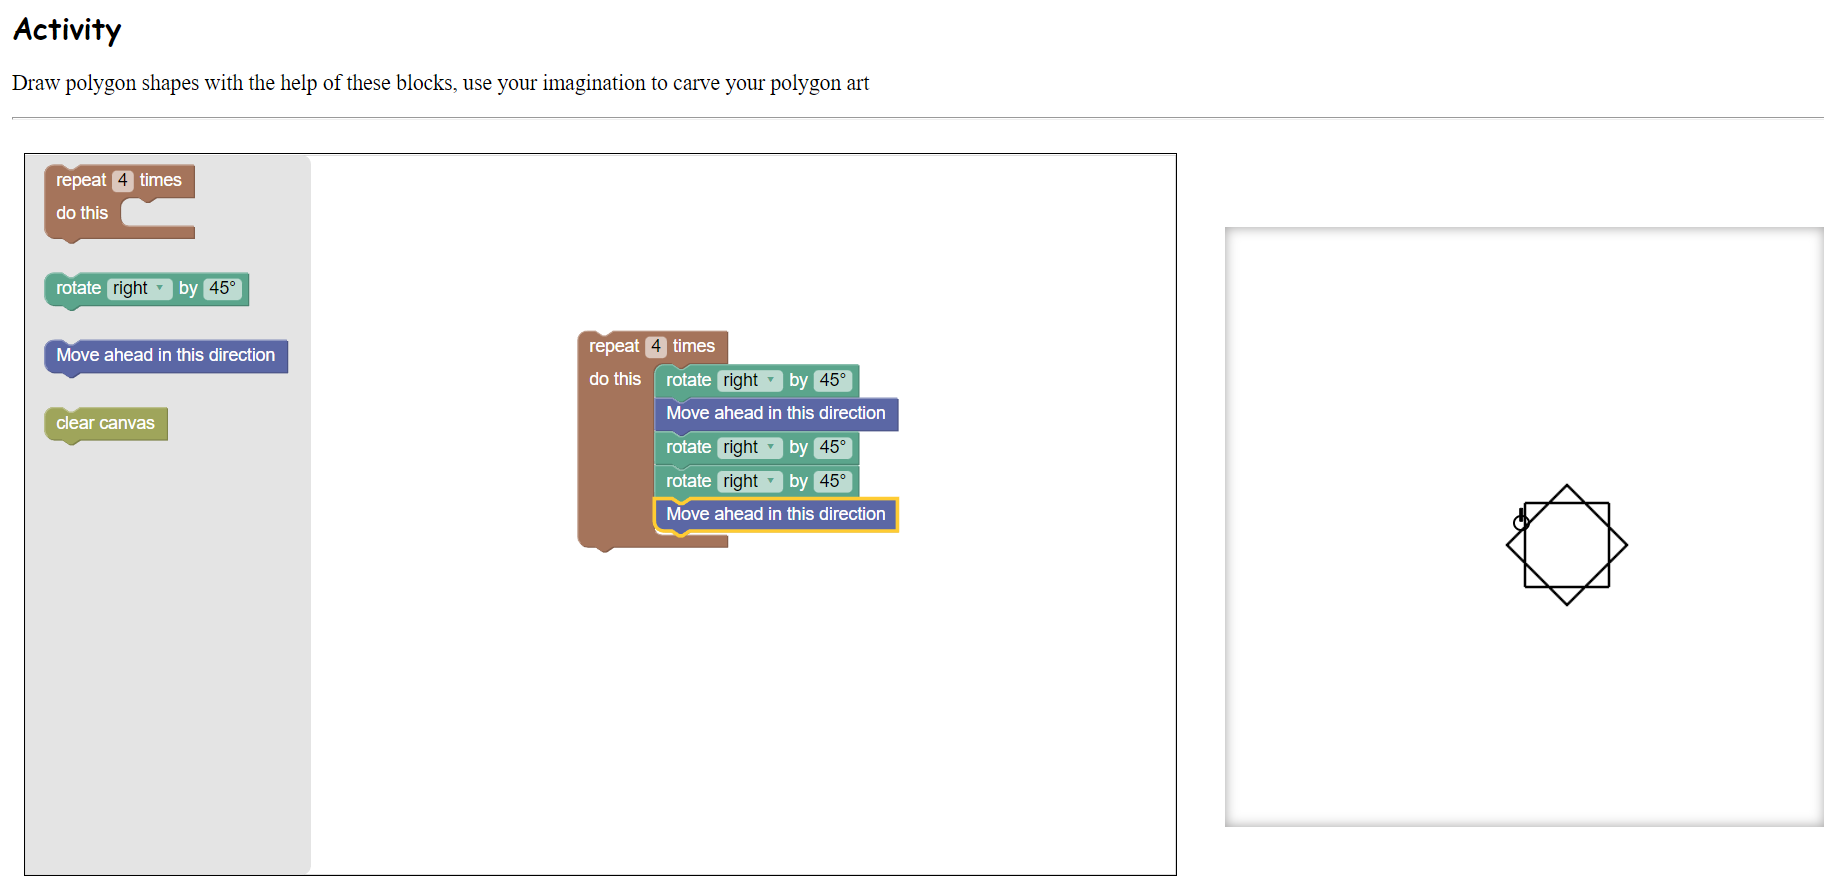 Activity
Draw polygon shapes with the help of these blocks, use your imagination to carve your polygon art
repeat 4 times
do this
rotate right by 45°
Move ahead in this direction
clear canvas
repeat 4 times
do this
rotate right by 45°
Move ahead in this direction
rotate right by 45°
rotate right by 45°
Move ahead in this direction